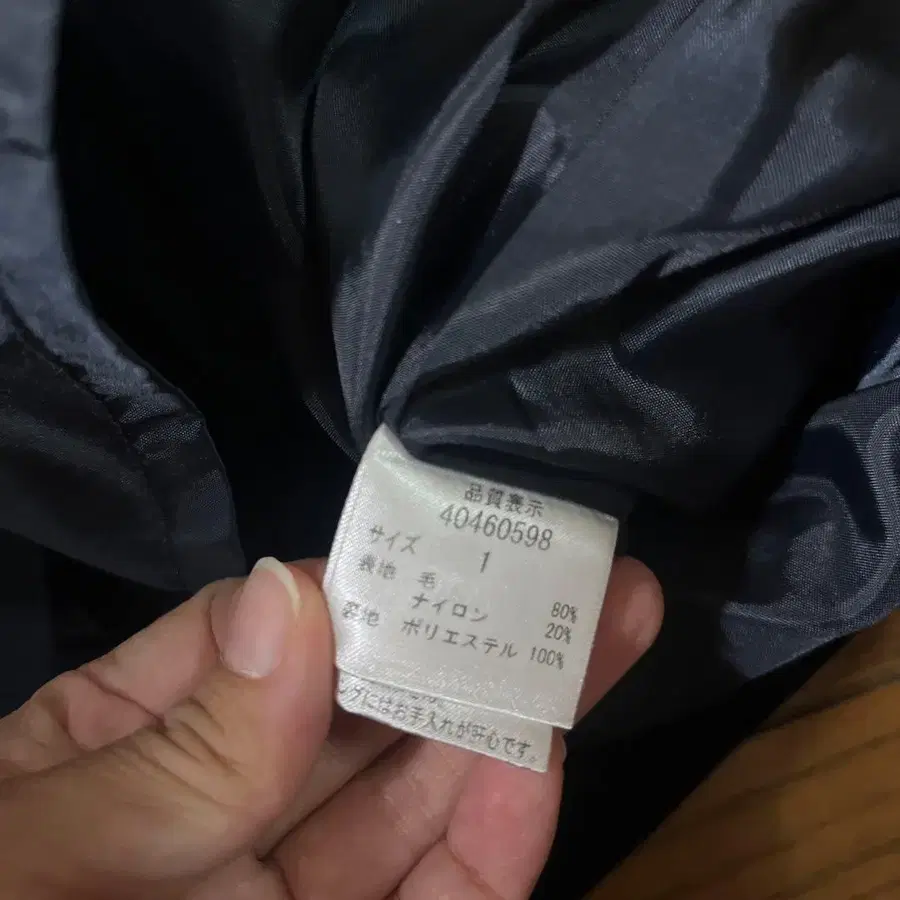 品質表示
40460598
サイズ 1
表地 毛 80%
ナイロン 20%
裏地 ポリエステル 100%
グにはお手入れが肝心です。